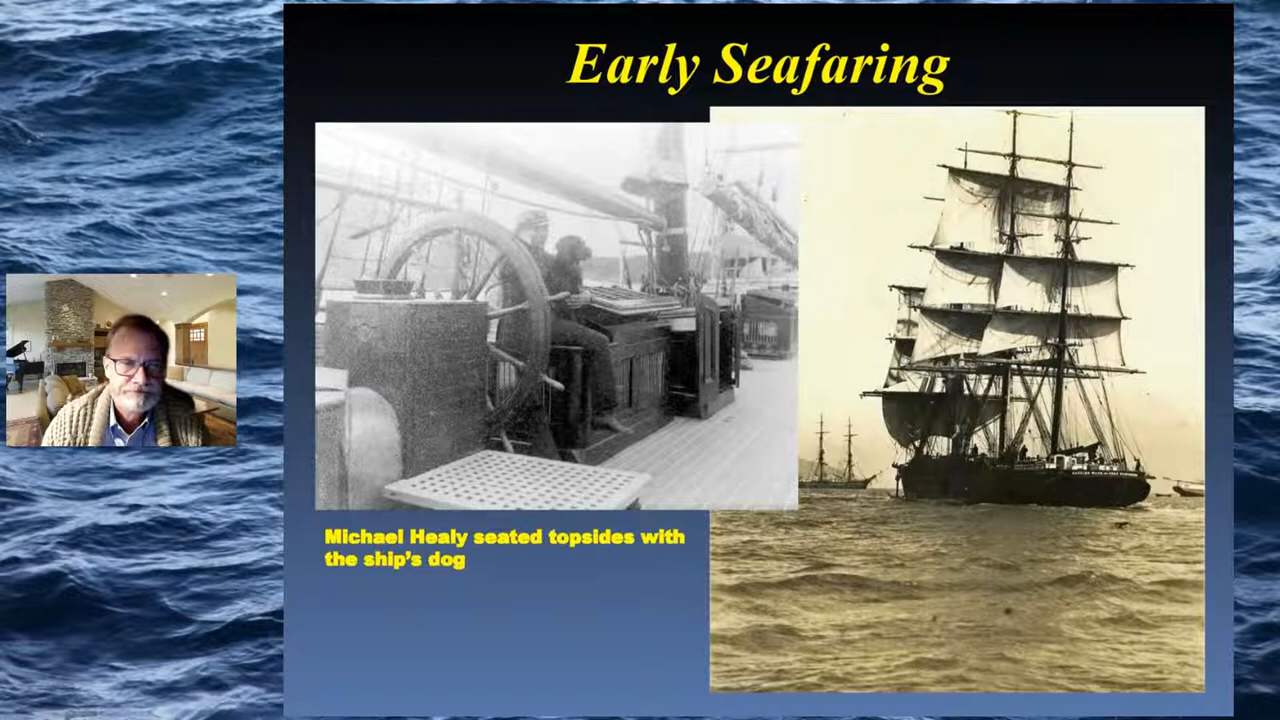 Early Seafaring
Michael Healy seated topsides with
the ship's dog